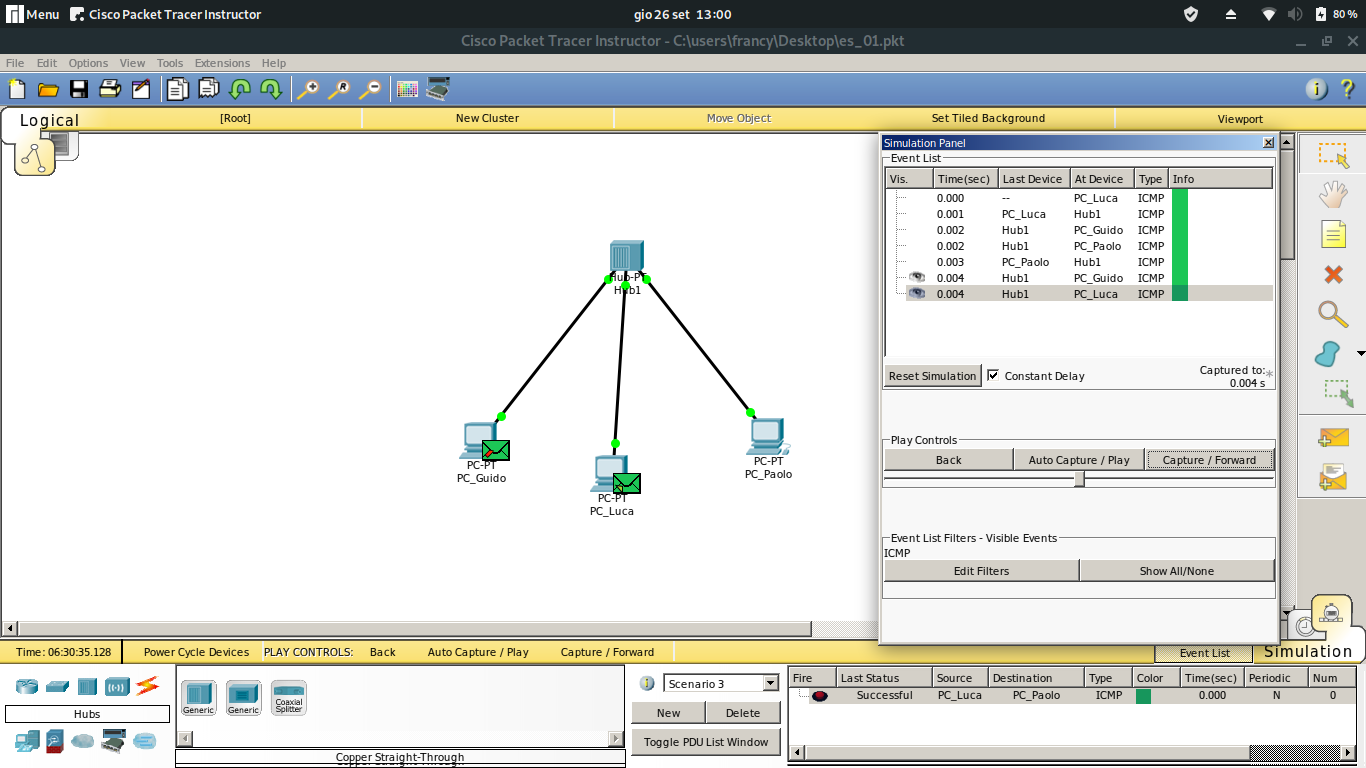 Menu Cisco Packet Tracer Instructor gio 26 set 13:00 80 %
Cisco Packet Tracer Instructor - C:\users\francy\Desktop\es_01.pkt
File Edit Options View Tools Extensions Help
Logical [Root] New Cluster Move Object Set Tiled Background Viewport
Simulation Panel
Event List
Vis. Time(sec) Last Device At Device Type Info
0.000 -- PC_Luca ICMP
0.001 PC_Luca Hub1 ICMP
0.002 Hub1 PC_Guido ICMP
0.002 Hub1 PC_Paolo ICMP
0.003 PC_Paolo Hub1 ICMP
0.004 Hub1 PC_Guido ICMP
0.004 Hub1 PC_Luca ICMP
Reset Simulation Constant Delay Captured to: *
0.004 s
Play Controls
Back Auto Capture / Play Capture / Forward
Event List Filters - Visible Events
ICMP
Edit Filters Show All/None
Hub-PT
Hub1
PC-PT
PC_Guido
PC-PT
PC_Luca
PC-PT
PC_Paolo
Time: 06:30:35.128 Power Cycle Devices PLAY CONTROLS: Back Auto Capture / Play Capture / Forward Event List Simulation
Hubs
Generic Generic Coaxial
Splitter
Copper Straight-Through
Scenario 3
New Delete
Toggle PDU List Window
Fire Last Status Source Destination Type Color Time(sec) Periodic Num
Successful PC_Luca PC_Paolo ICMP 0.000 N 0